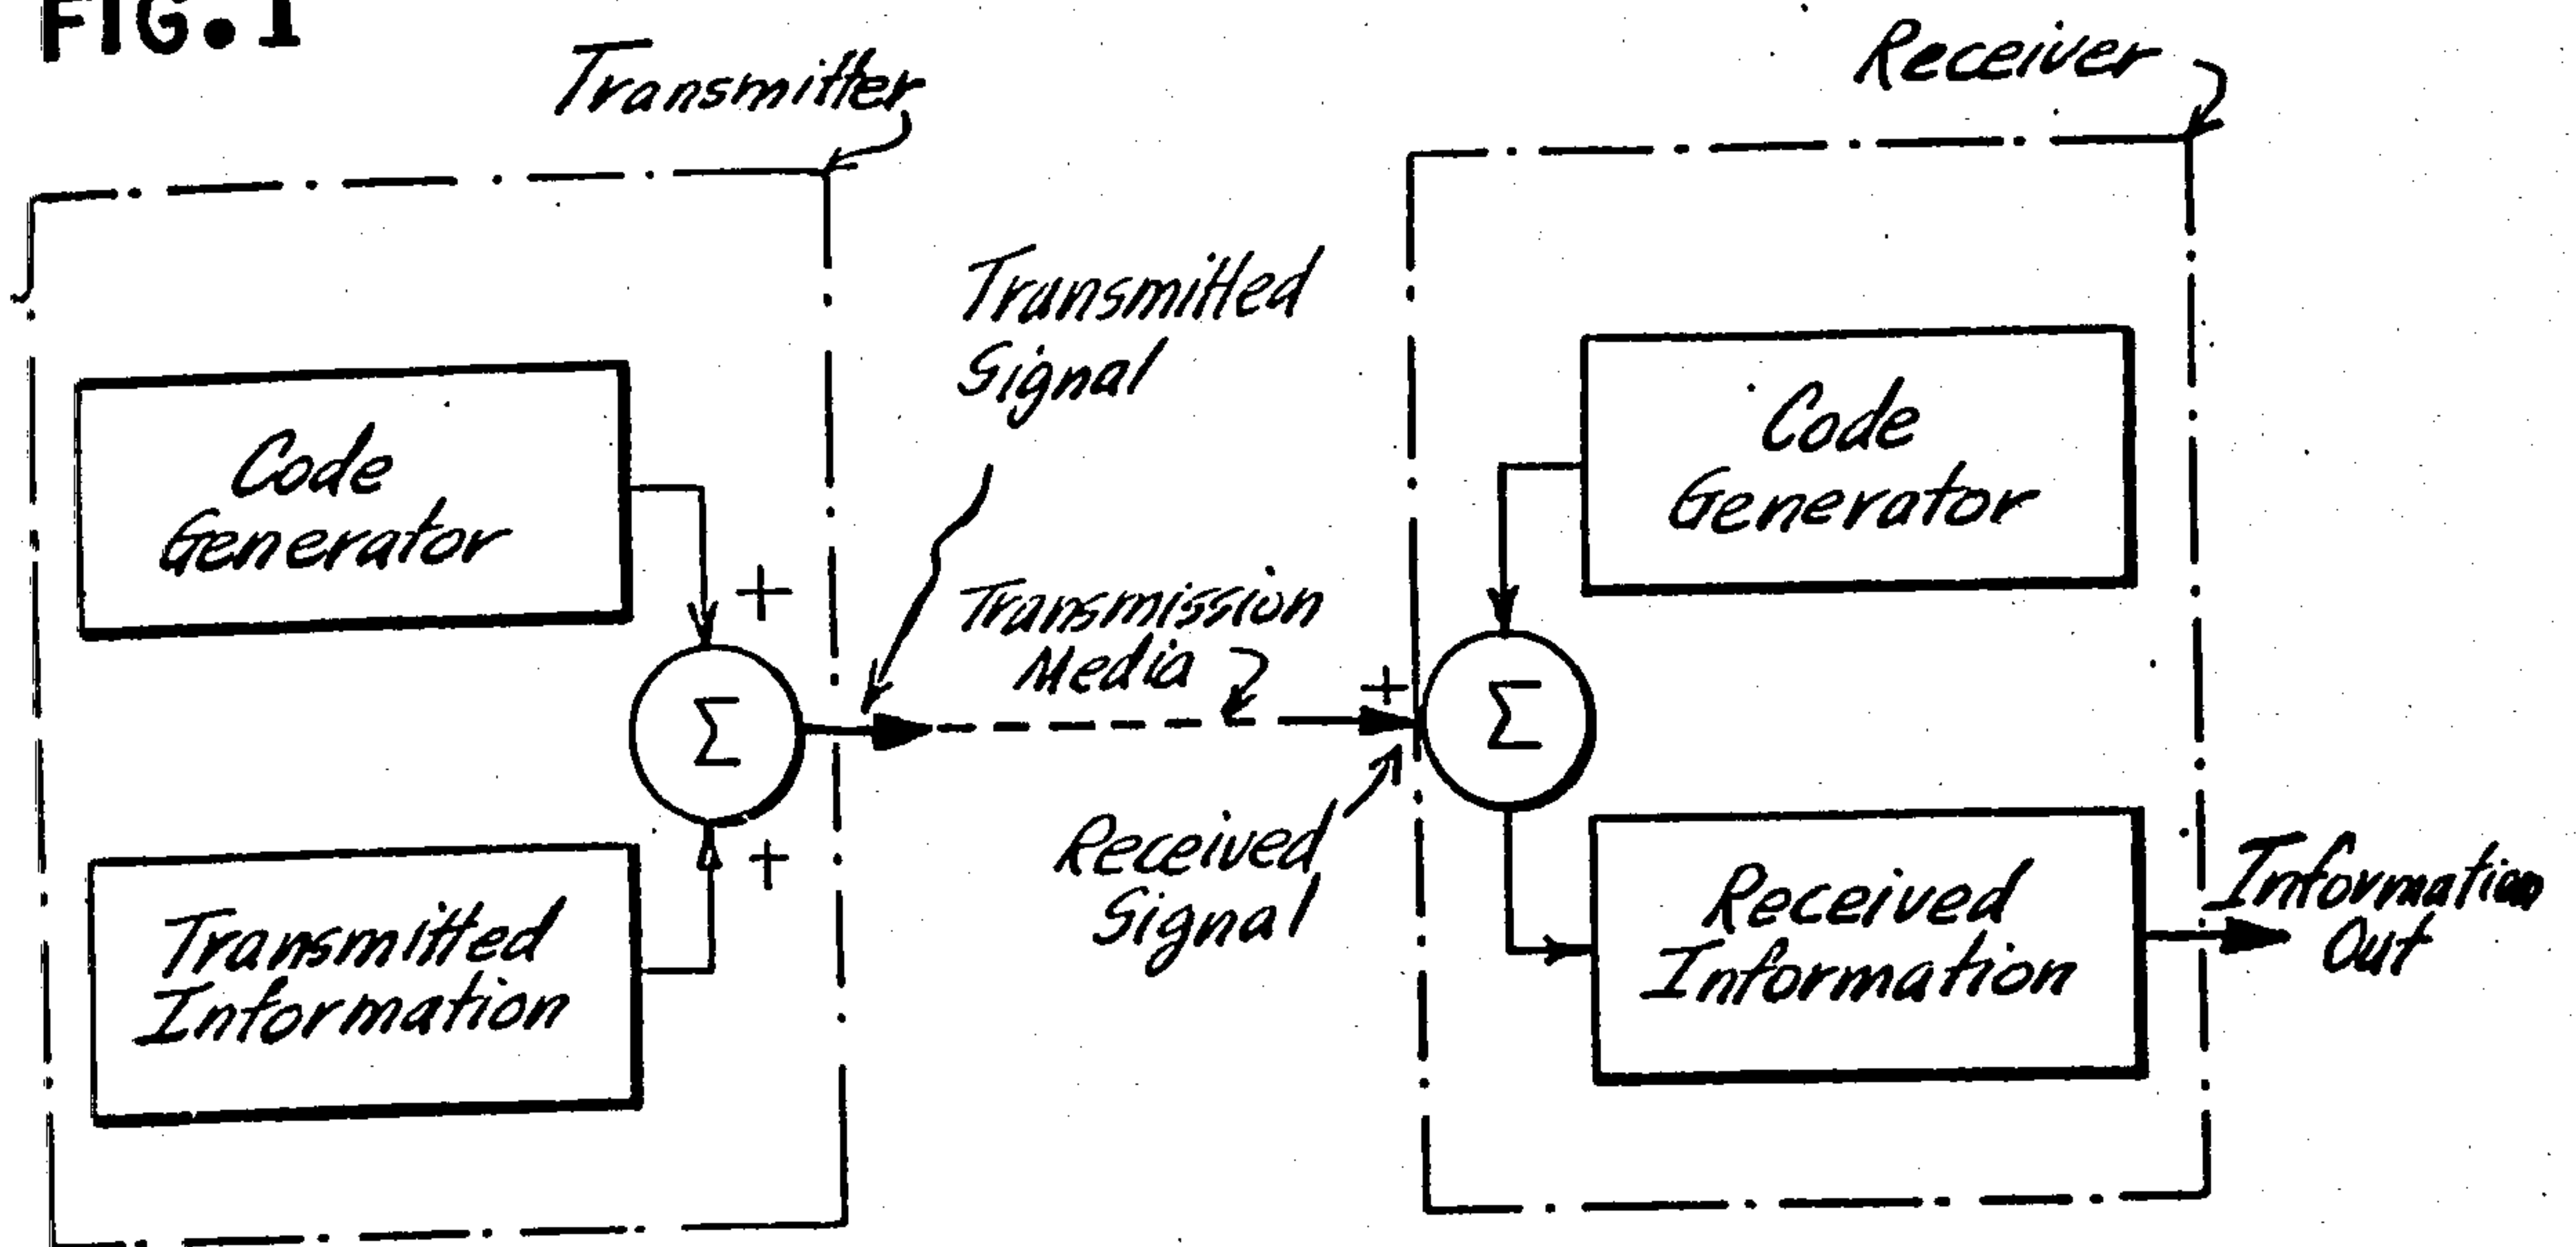 FIG. 1
Transmitter
Receiver
Transmitted
Signal
Code
Generator
Code
Generator
+
Transmission
Media
+
Σ
Σ
+
Received
Signal
Transmitted
Information
Received
Information
Information
Out